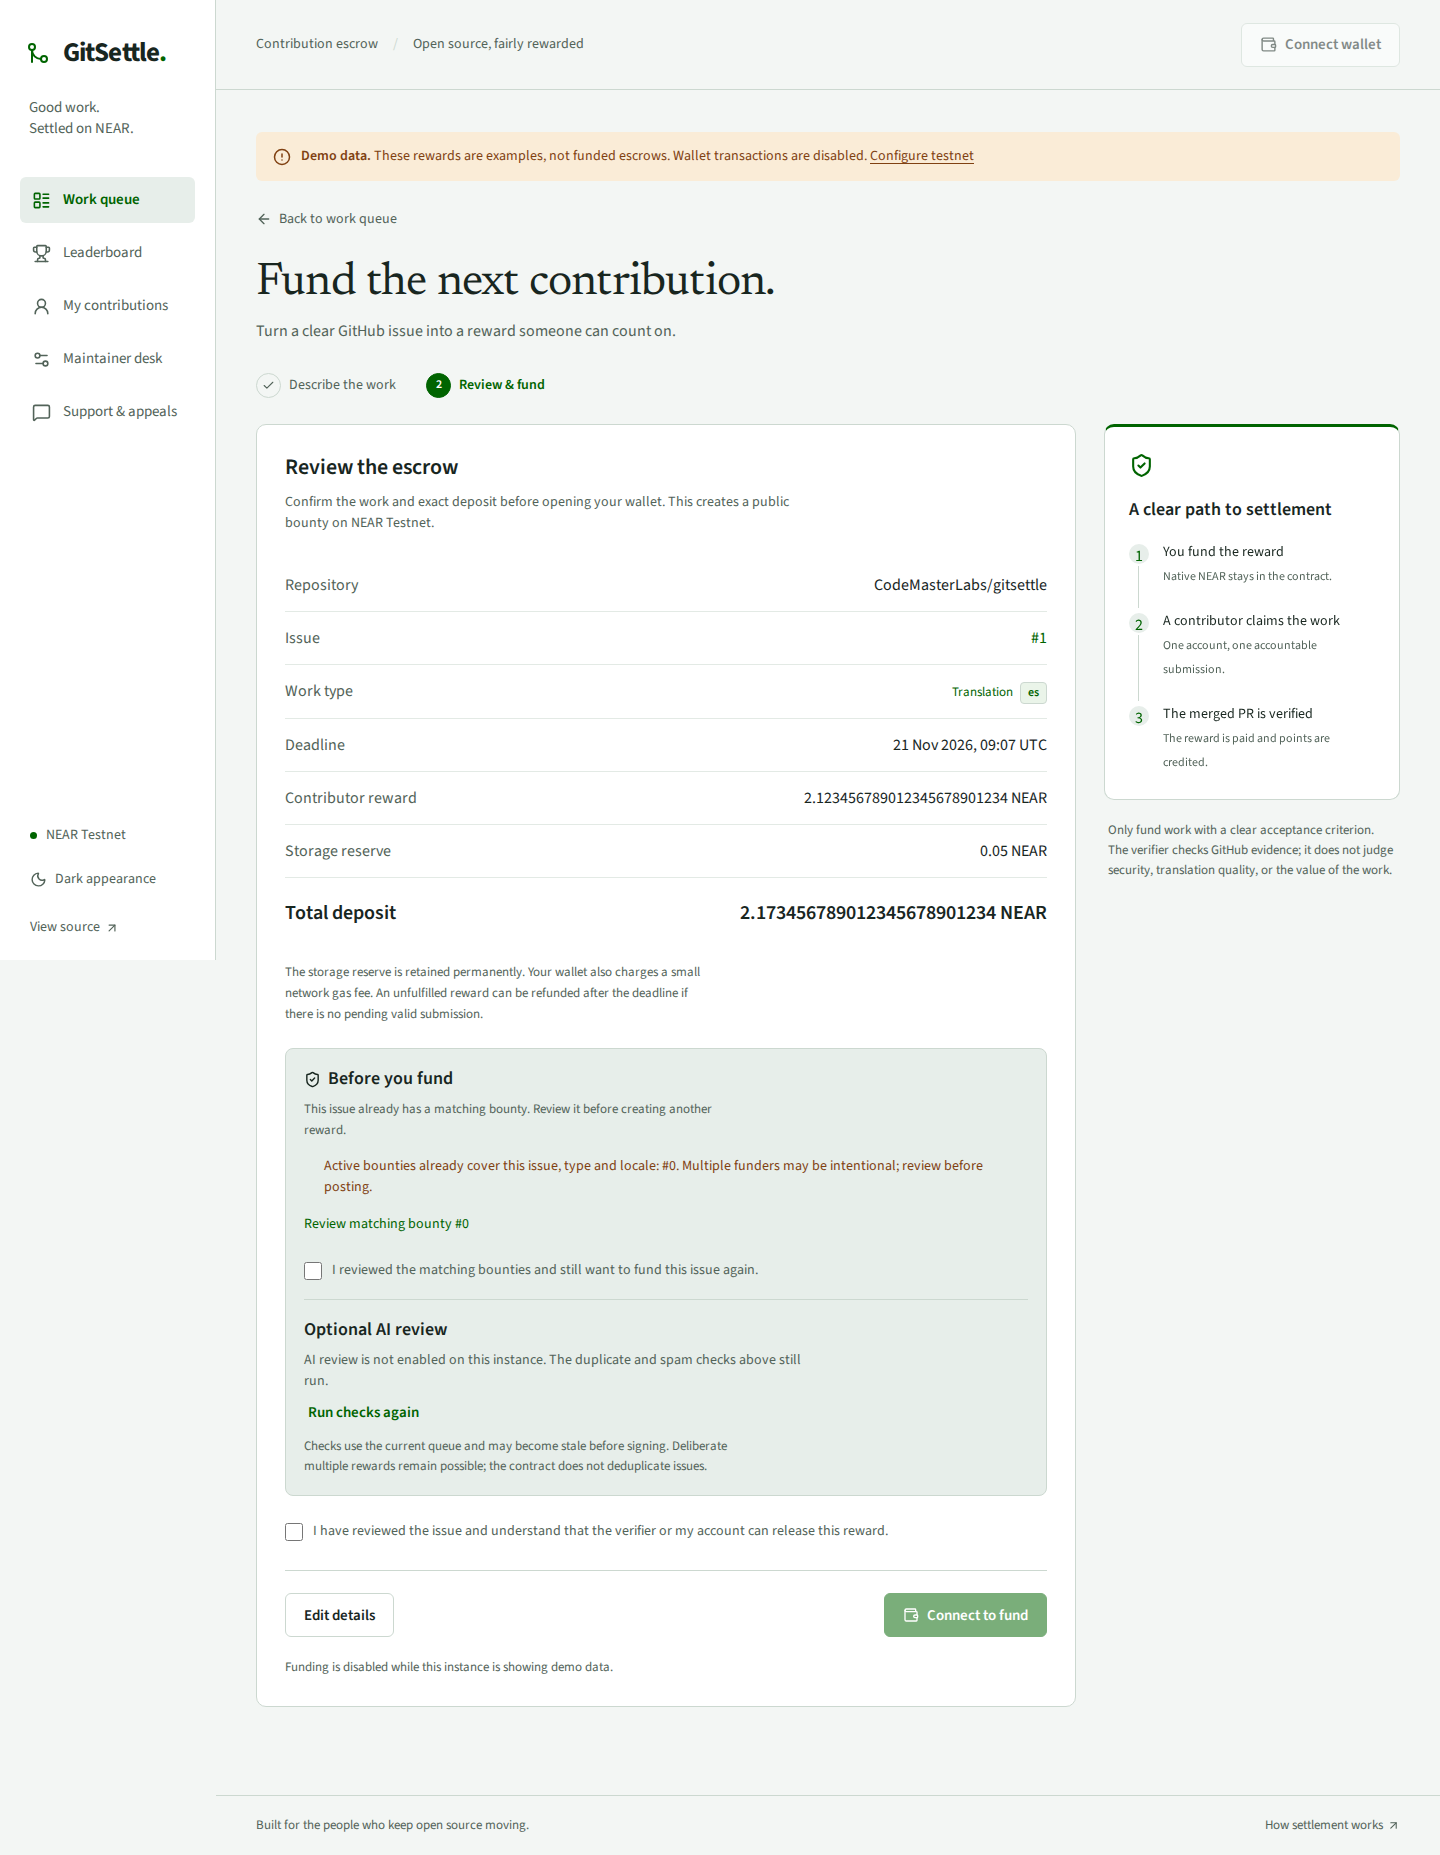 GitSettle.
Good work.
Settled on NEAR.
Work queue
Leaderboard
My contributions
Maintainer desk
Support & appeals
NEAR Testnet
Dark appearance
View source
Contribution escrow / Open source, fairly rewarded
Connect wallet
Demo data. These rewards are examples, not funded escrows. Wallet transactions are disabled. Configure testnet
Back to work queue
Fund the next contribution.
Turn a clear GitHub issue into a reward someone can count on.
Describe the work
2 Review & fund
Review the escrow
Confirm the work and exact deposit before opening your wallet. This creates a public
bounty on NEAR Testnet.
Repository CodeMasterLabs/gitsettle
Issue #1
Work type Translation es
Deadline 21 Nov 2026, 09:07 UTC
Contributor reward 2.123456789012345678901234 NEAR
Storage reserve 0.05 NEAR
Total deposit 2.173456789012345678901234 NEAR
The storage reserve is retained permanently. Your wallet also charges a small
network gas fee. An unfulfilled reward can be refunded after the deadline if
there is no pending valid submission.
Before you fund
This issue already has a matching bounty. Review it before creating another
reward.
Active bounties already cover this issue, type and locale: #0. Multiple funders may be intentional; review before
posting.
Review matching bounty #0
I reviewed the matching bounties and still want to fund this issue again.
Optional AI review
AI review is not enabled on this instance. The duplicate and spam checks above still
run.
Run checks again
Checks use the current queue and may become stale before signing. Deliberate
multiple rewards remain possible; the contract does not deduplicate issues.
I have reviewed the issue and understand that the verifier or my account can release this reward.
Edit details
Connect to fund
Funding is disabled while this instance is showing demo data.
A clear path to settlement
1 You fund the reward
Native NEAR stays in the contract.
2 A contributor claims the work
One account, one accountable
submission.
3 The merged PR is verified
The reward is paid and points are
credited.
Only fund work with a clear acceptance criterion.
The verifier checks GitHub evidence; it does not judge
security, translation quality, or the value of the work.
Built for the people who keep open source moving.
How settlement works